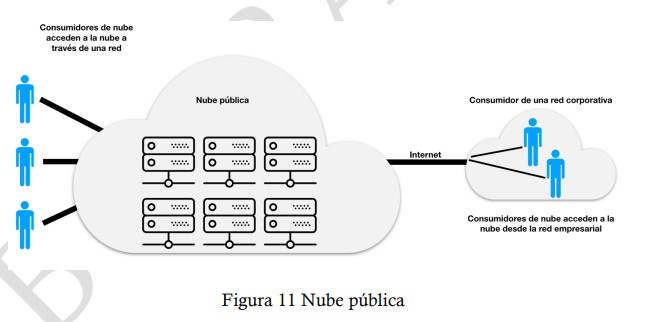 Consumidores de nube
acceden a la nube a
través de una red
Nube pública
Consumidor de una red corporativa
Internet
Consumidores de nube acceden a la
nube desde la red empresarial
Figura 11 Nube pública